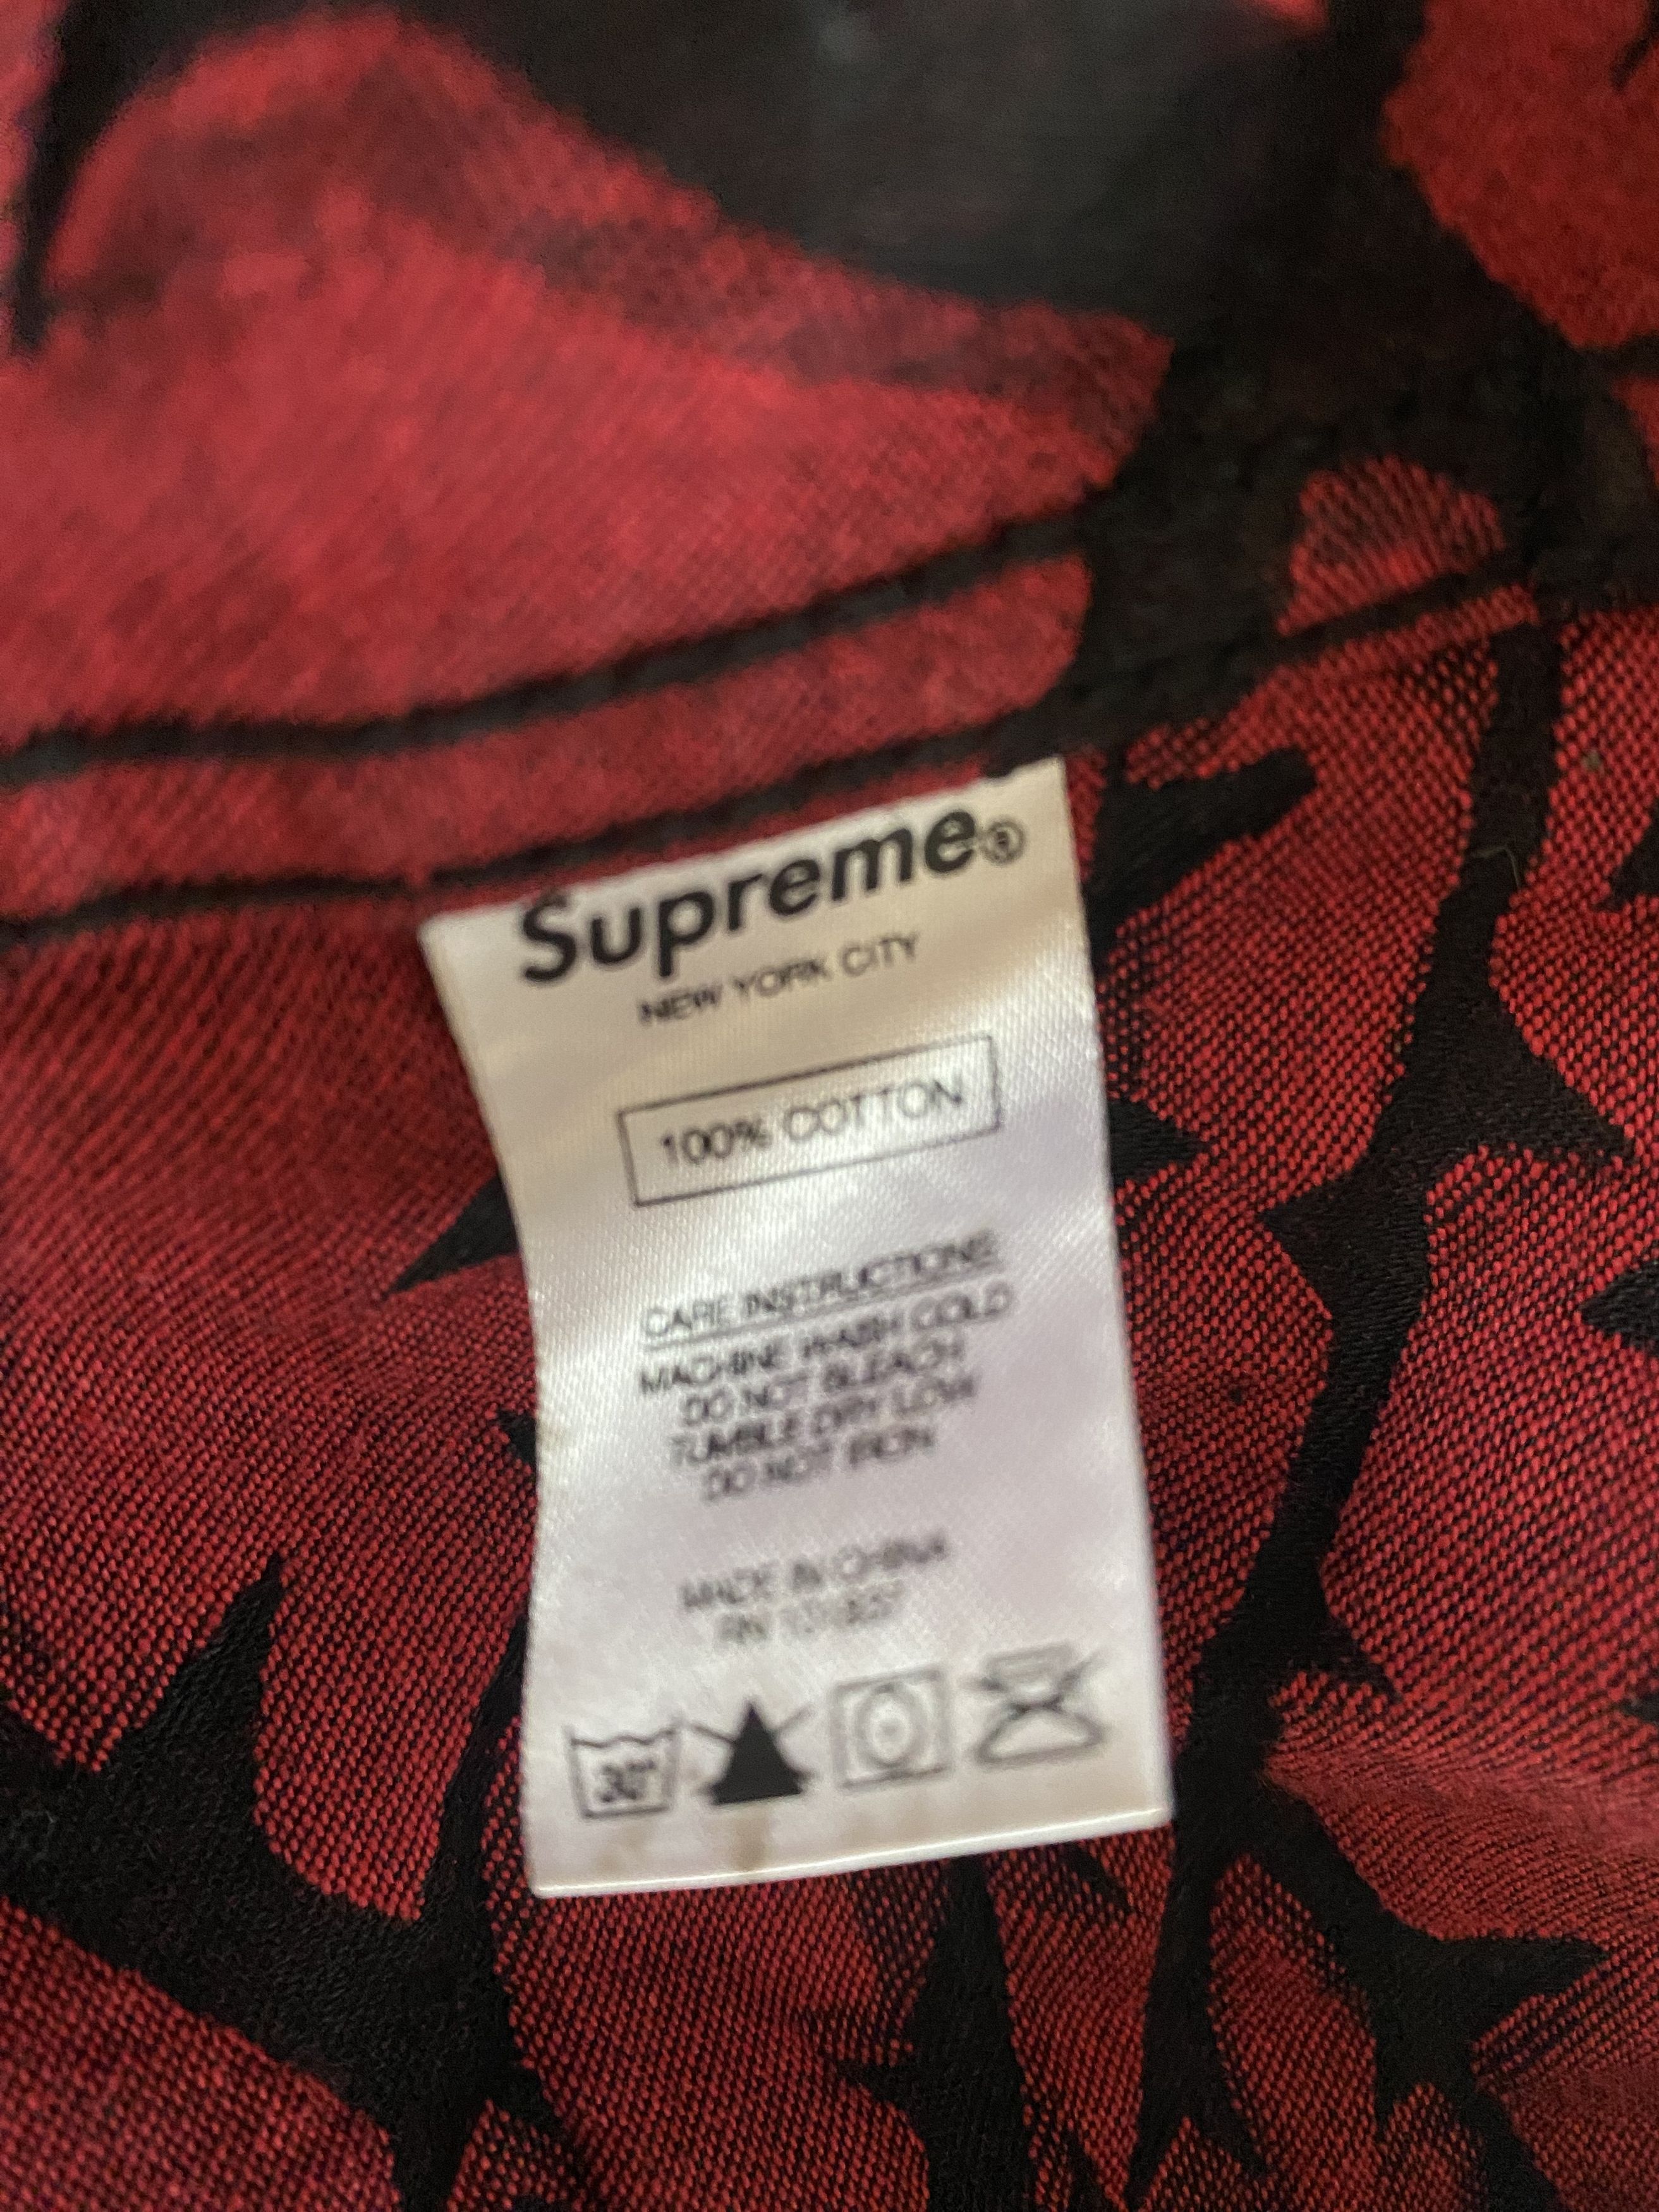 Supreme®
NEW YORK CITY
100% COTTON
CARE INSTRUCTIONS
MACHINE WASH COLD
DO NOT BLEACH
TUMBLE DRY LOW
DO NOT IRON
MADE IN CHINA
RN
30°